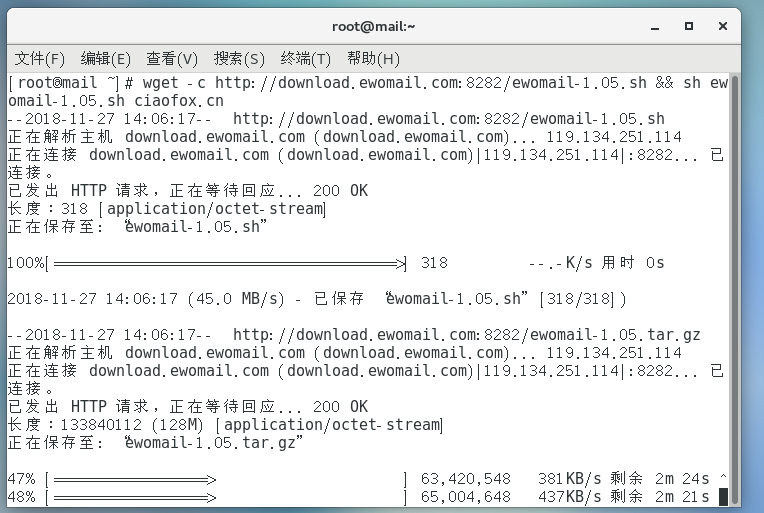 root@mail:~
文件(F) 编辑(E) 查看(V) 搜索(S) 终端(T) 帮助(H)
[root@mail ~]# wget -c http://download.ewomail.com:8282/ewomail-1.05.sh && sh ew
omail-1.05.sh ciaofox.cn
--2018-11-27 14:06:17--  http://download.ewomail.com:8282/ewomail-1.05.sh
正在解析主机 download.ewomail.com (download.ewomail.com)... 119.134.251.114
正在连接 download.ewomail.com (download.ewomail.com)|119.134.251.114|:8282... 已
连接。
已发出 HTTP 请求，正在等待回应... 200 OK
长度：318 [application/octet-stream]
正在保存至: “ewomail-1.05.sh”
100%[======================================>] 318         --.-K/s 用时 0s
2018-11-27 14:06:17 (45.0 MB/s) - 已保存 “ewomail-1.05.sh” [318/318])
--2018-11-27 14:06:17--  http://download.ewomail.com:8282/ewomail-1.05.tar.gz
正在解析主机 download.ewomail.com (download.ewomail.com)... 119.134.251.114
正在连接 download.ewomail.com (download.ewomail.com)|119.134.251.114|:8282... 已
连接。
已发出 HTTP 请求，正在等待回应... 200 OK
长度：133840112 (128M) [application/octet-stream]
正在保存至: “ewomail-1.05.tar.gz”
47% [=================>                     ] 63,420,548   381KB/s 剩余 2m 24s ^
48% [=================>                     ] 65,004,648   437KB/s 剩余 2m 21s